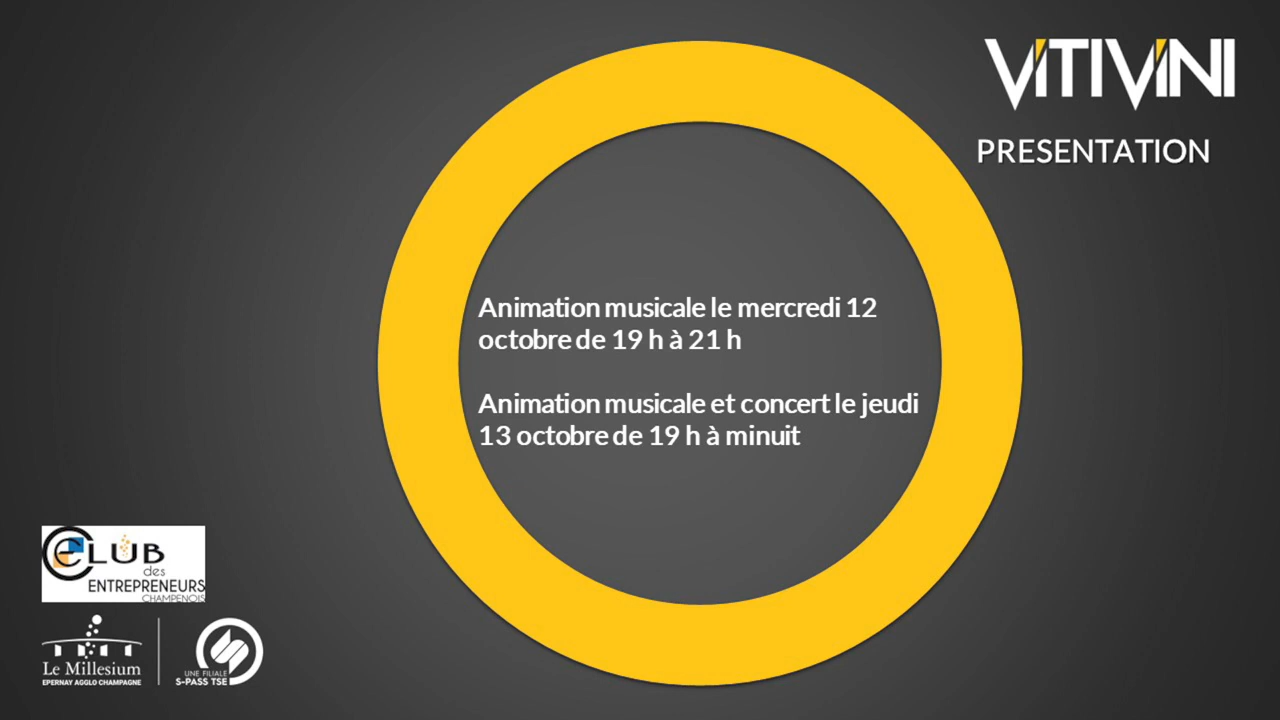 VITIVINI
PRESENTATION
Animation musicale le mercredi 12
octobre de 19 h à 21 h
Animation musicale et concert le jeudi
13 octobre de 19 h à minuit
CLUB
des
ENTREPRENEURS
CHAMPENOIS
Le Millesium
EPERNAY AGGLO CHAMPAGNE
UNE FILIALE
S-PASS TSE